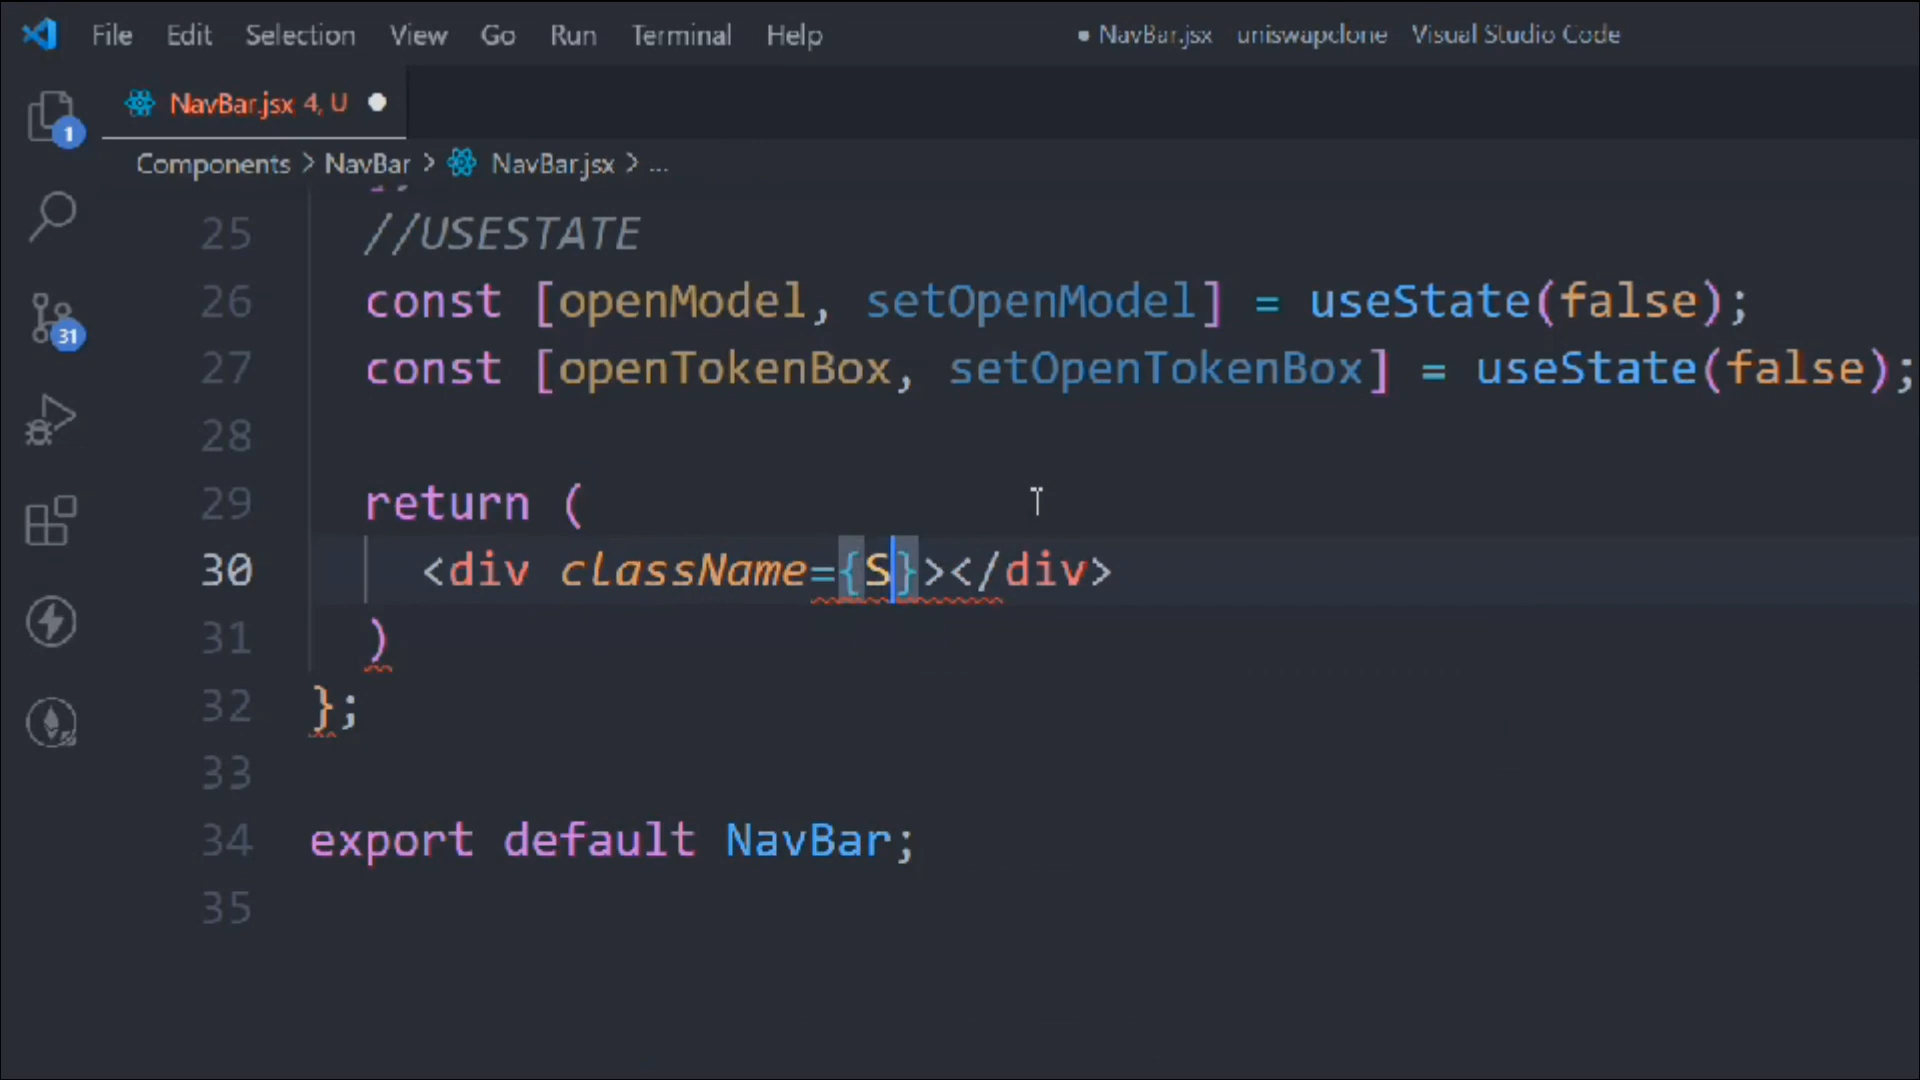 File Edit Selection View Go Run Terminal Help ● NavBar.jsx uniswapclone Visual Studio Code
NavBar.jsx 4, U ●
1
Components > NavBar > NavBar.jsx > ...
25 //USESTATE
26 const [openModel, setOpenModel] = useState(false);
31
27 const [openTokenBox, setOpenTokenBox] = useState(false);
28
29 return (
30 <div className={S}></div>
31 )
32 };
33
34 export default NavBar;
35